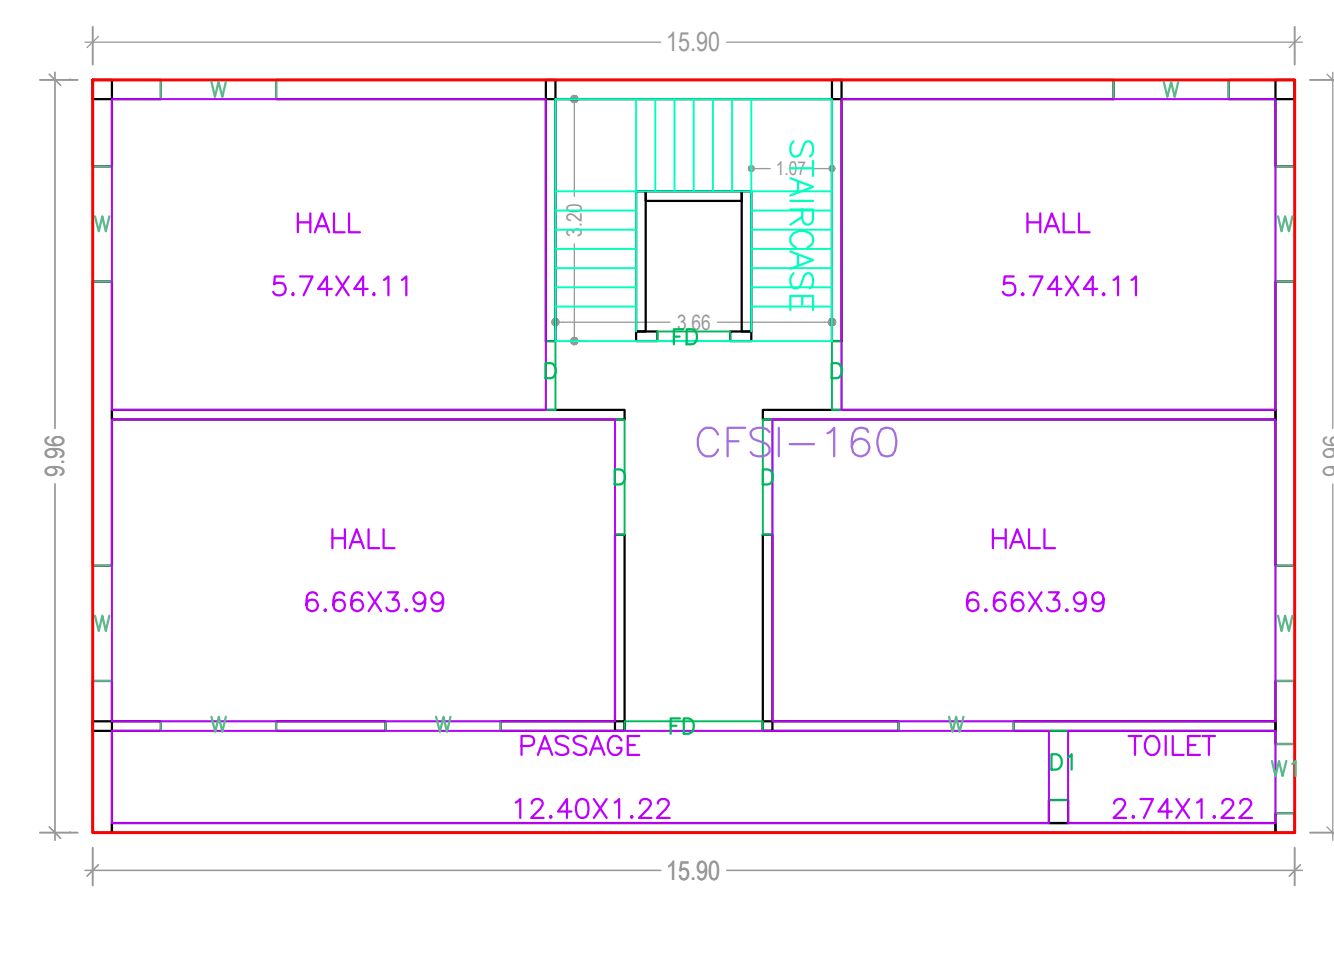 15.90
W W
STAIRCASE
1.07
W HALL 3.20 HALL W
5.74X4.11 5.74X4.11
3.66
FD
D D
CFSI-160
9.96 9.96
D D
HALL HALL
6.66X3.99 6.66X3.99
W W
W W FD W
PASSAGE TOILET
D1 W1
12.40X1.22 2.74X1.22
15.90